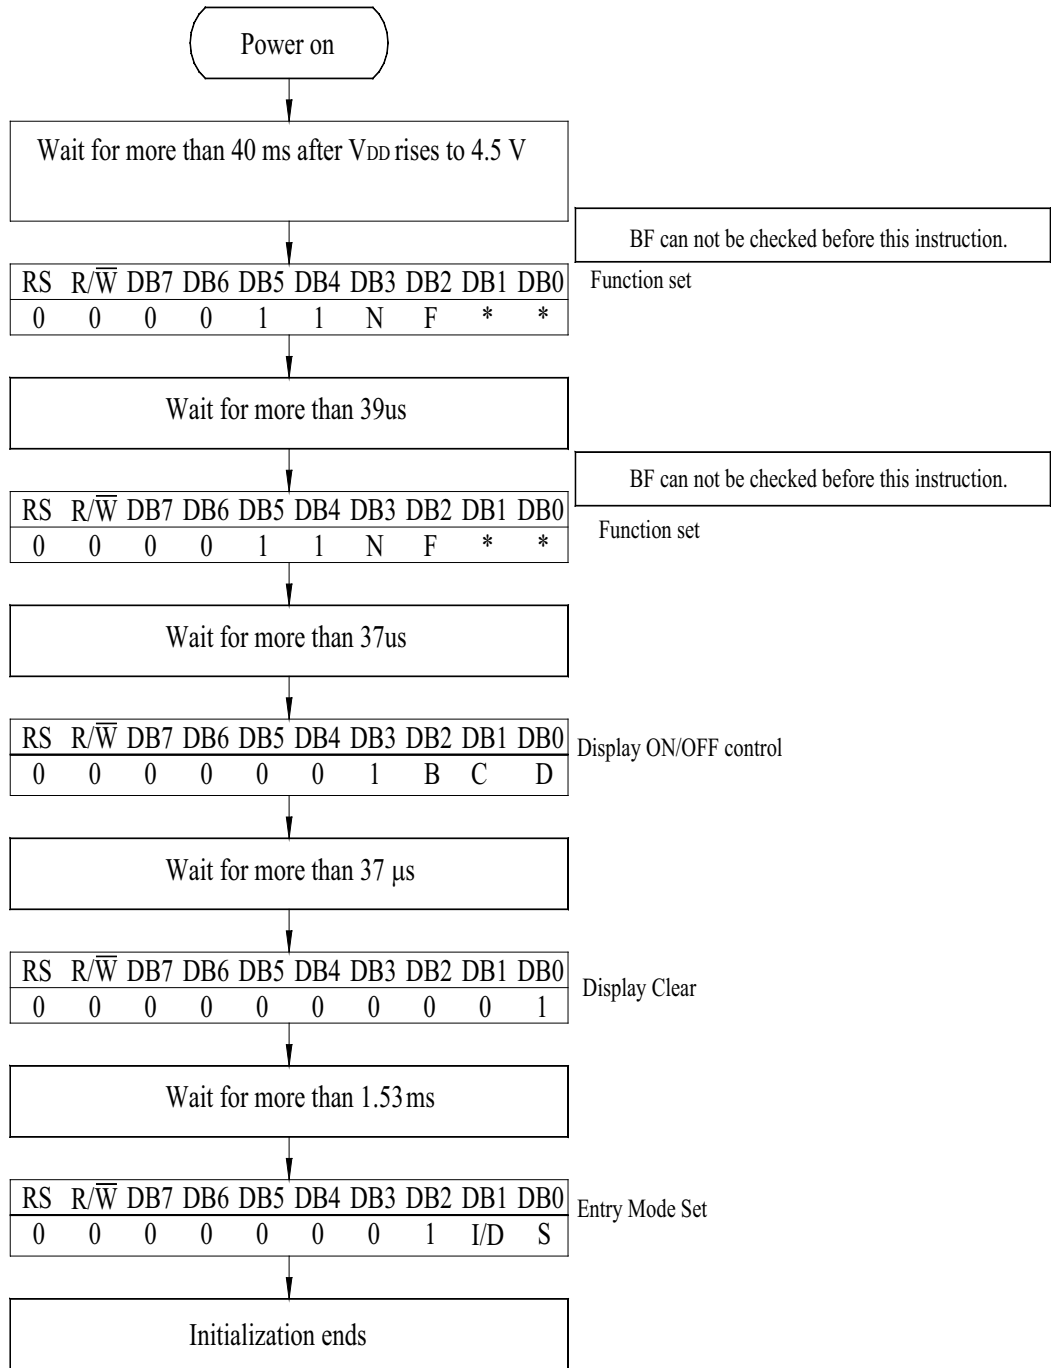 Power on
Wait for more than 40 ms after VDD rises to 4.5 V
BF can not be checked before this instruction.
RS R/W̅ DB7 DB6 DB5 DB4 DB3 DB2 DB1 DB0
Function set
0 0 0 0 1 1 N F * *
Wait for more than 39us
BF can not be checked before this instruction.
RS R/W̅ DB7 DB6 DB5 DB4 DB3 DB2 DB1 DB0
Function set
0 0 0 0 1 1 N F * *
Wait for more than 37us
RS R/W̅ DB7 DB6 DB5 DB4 DB3 DB2 DB1 DB0
Display ON/OFF control
0 0 0 0 0 0 1 B C D
Wait for more than 37 μs
RS R/W̅ DB7 DB6 DB5 DB4 DB3 DB2 DB1 DB0
Display Clear
0 0 0 0 0 0 0 0 0 1
Wait for more than 1.53ms
RS R/W̅ DB7 DB6 DB5 DB4 DB3 DB2 DB1 DB0
Entry Mode Set
0 0 0 0 0 0 0 1 I/D S
Initialization ends